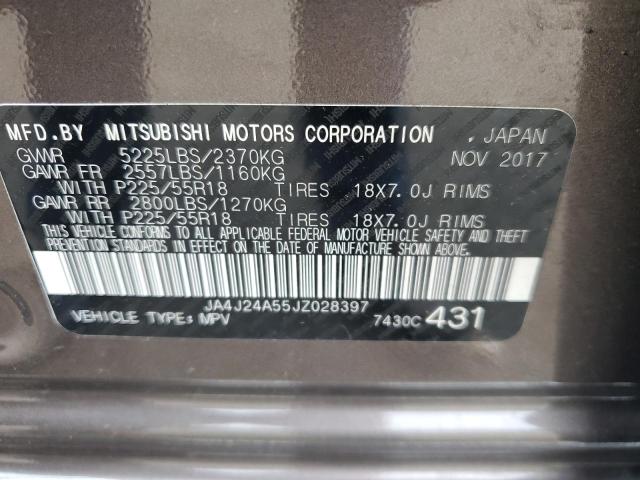 MFD.BY MITSUBISHI MOTORS CORPORATION . JAPAN
GVWR 5225LBS/2370KG NOV 2017
GAWR FR 2557LBS/1160KG
WITH P225/55R18 TIRES 18X7.0J RIMS
GAWR RR 2800LBS/1270KG
WITH P225/55R18 TIRES 18X7.0J RIMS
THIS VEHICLE CONFORMS TO ALL APPLICABLE FEDERAL MOTOR VEHICLE SAFETY AND THEFT
PREVENTION STANDARDS IN EFFECT ON THE DATE OF MANUFACTURE SHOWN ABOVE.
JA4J24A55JZ028397
VEHICLE TYPE: MPV 7430C 431